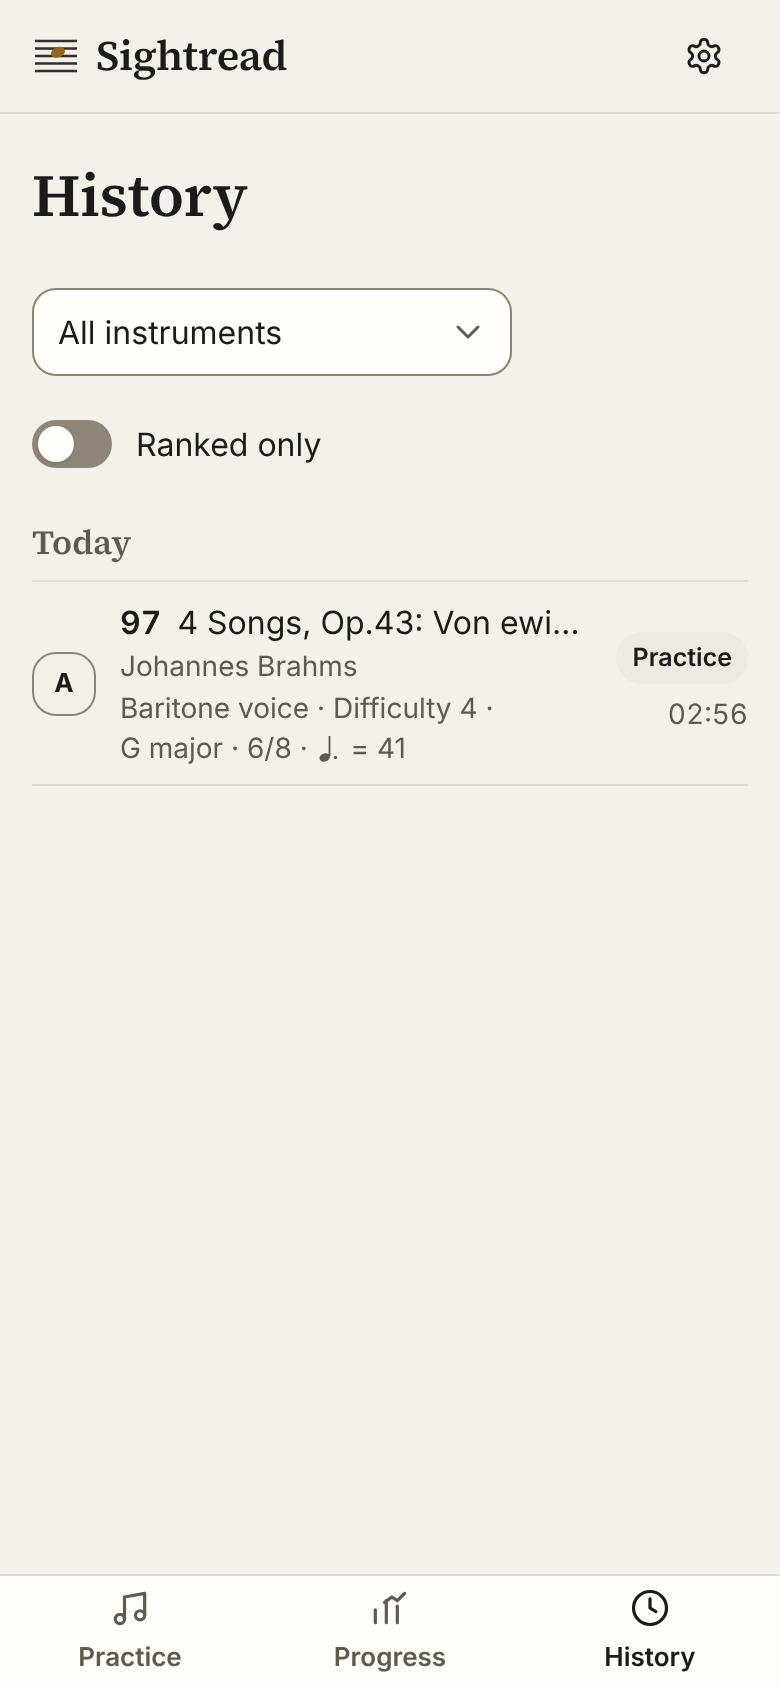 Sightread
History
All instruments
Ranked only
Today
A
97 4 Songs, Op.43: Von ewi...
Johannes Brahms
Baritone voice · Difficulty 4 ·
G major · 6/8 · ♩. = 41
Practice
02:56
Practice
Progress
History